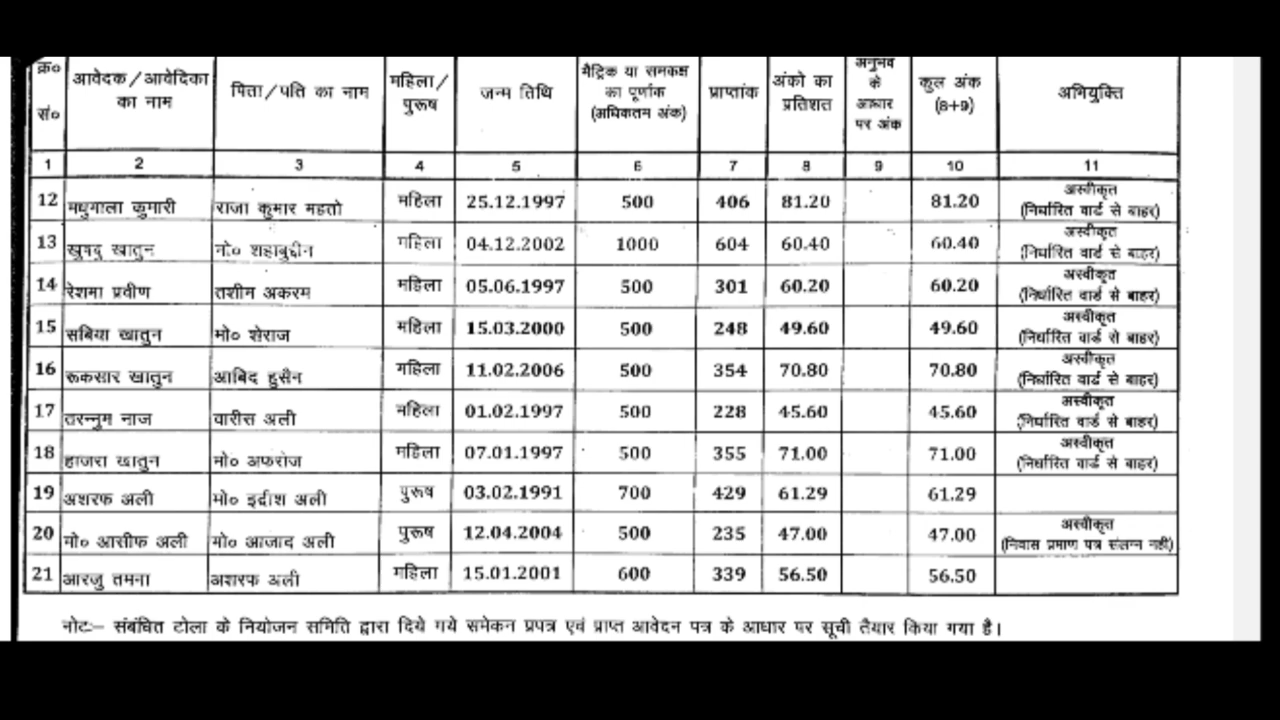 क्र० सं० आवेदक/आवेदिका का नाम पिता/पति का नाम महिला/पुरूष जन्म तिथि मैट्रिक या समकक्ष का पूर्णांक (अधिकतम अंक) प्राप्तांक अंको का प्रतिशत अनुभव के आधार पर अंक कुल अंक (8+9) अभियुक्ति
1 2 3 4 5 6 7 8 9 10 11
12 मधुमाला कुमारी राजा कुमार महतो महिला 25.12.1997 500 406 81.20 81.20 अस्वीकृत (निर्धारित वार्ड से बाहर)
13 खातुन मो० शहाबुद्दीन महिला 04.12.2002 1000 604 60.40 60.40 अस्वीकृत (निर्धारित वार्ड से बाहर)
14 रेशमा प्रवीण तशीम अकरम महिला 05.06.1997 500 301 60.20 60.20 अस्वीकृत (निर्धारित वार्ड से बाहर)
15 सबिया खातुन मो० शेराज महिला 15.03.2000 500 248 49.60 49.60 अस्वीकृत (निर्धारित वार्ड से बाहर)
16 रूकसार खातुन आबिद हुसैन महिला 11.02.2006 500 354 70.80 70.80 अस्वीकृत (निर्धारित वार्ड से बाहर)
17 तरन्नुम नाज वारीस अली महिला 01.02.1997 500 228 45.60 45.60 अस्वीकृत (निर्धारित वार्ड से बाहर)
18 हाजरा खातुन मो० अफरोज महिला 07.01.1997 500 355 71.00 71.00 अस्वीकृत (निर्धारित वार्ड से बाहर)
19 अशरफ अली मो० इद्रीश अली पुरूष 03.02.1991 700 429 61.29 61.29
20 मो० आसीफ अली मो० आजाद अली पुरूष 12.04.2004 500 235 47.00 47.00 अस्वीकृत (निवास प्रमाण पत्र संलग्न नहीं)
21 आरजु तमना अशरफ अली महिला 15.01.2001 600 339 56.50 56.50
नोटः– संबंधित टोला के नियोजन समिति द्वारा दिये गये समेकन प्रपत्र एवं प्राप्त आवेदन पत्र के आधार पर सूची तैयार किया गया है।